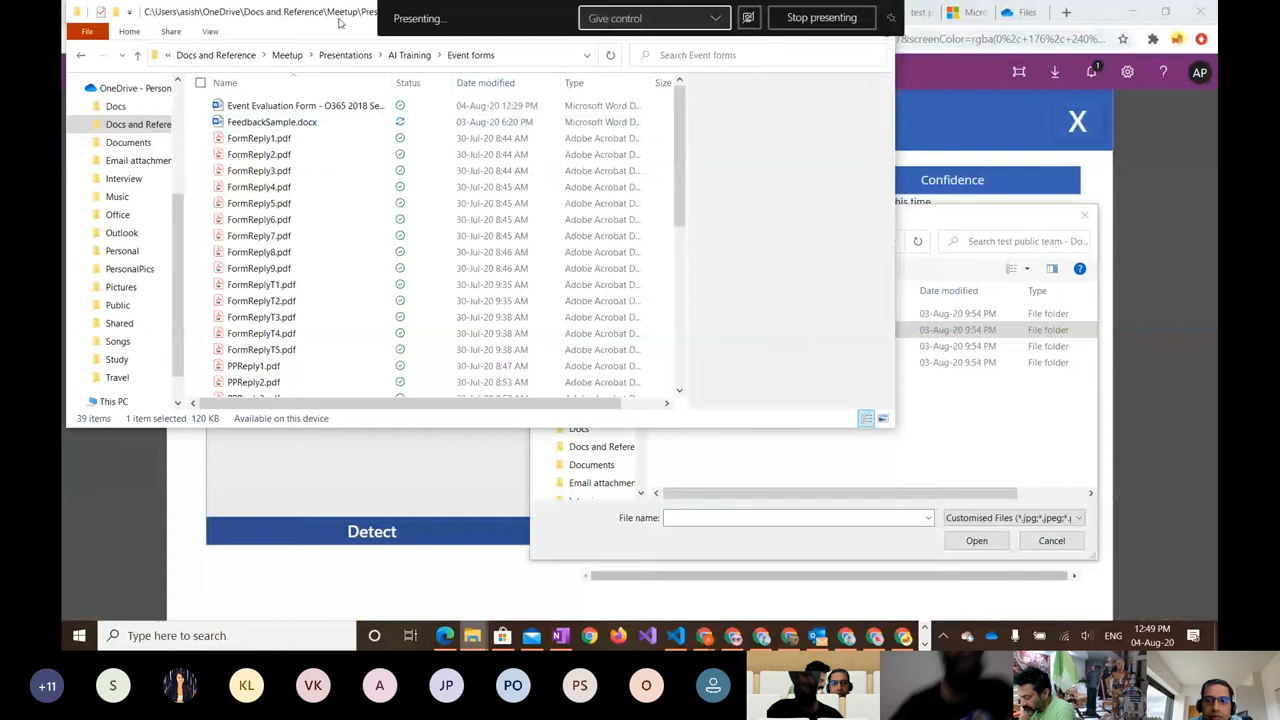 C:\Users\asish\OneDrive\Docs and Reference\Meetup\Pres
Presenting...
Give control
Stop presenting
test p
Micro
Files -
File
Home
Share
View
?screenColor=rgba(0%2c+176%2c+240%
Docs and Reference
Meetup
Presentations
AI Training
Event forms
Search Event forms
1
AP
Name
Status
Date modified
Type
Size
OneDrive - Person
Docs
Docs and Refere
Documents
Email attachmen
Interview
Music
Office
Outlook
Personal
PersonalPics
Pictures
Public
Shared
Songs
Study
Travel
This PC
Event Evaluation Form - O365 2018 Se... 04-Aug-20 12:29 PM Microsoft Word D...
FeedbackSample.docx 03-Aug-20 6:20 PM Microsoft Word D...
FormReply1.pdf 30-Jul-20 8:44 AM Adobe Acrobat D...
FormReply2.pdf 30-Jul-20 8:44 AM Adobe Acrobat D...
FormReply3.pdf 30-Jul-20 8:44 AM Adobe Acrobat D...
FormReply4.pdf 30-Jul-20 8:45 AM Adobe Acrobat D...
FormReply5.pdf 30-Jul-20 8:45 AM Adobe Acrobat D...
FormReply6.pdf 30-Jul-20 8:45 AM Adobe Acrobat D...
FormReply7.pdf 30-Jul-20 8:45 AM Adobe Acrobat D...
FormReply8.pdf 30-Jul-20 8:46 AM Adobe Acrobat D...
FormReply9.pdf 30-Jul-20 8:46 AM Adobe Acrobat D...
FormReplyT1.pdf 30-Jul-20 9:35 AM Adobe Acrobat D...
FormReplyT2.pdf 30-Jul-20 9:35 AM Adobe Acrobat D...
FormReplyT3.pdf 30-Jul-20 9:38 AM Adobe Acrobat D...
FormReplyT4.pdf 30-Jul-20 9:38 AM Adobe Acrobat D...
FormReplyT5.pdf 30-Jul-20 9:38 AM Adobe Acrobat D...
PPReply1.pdf 30-Jul-20 8:47 AM Adobe Acrobat D...
PPReply2.pdf 30-Jul-20 8:53 AM Adobe Acrobat D...
39 items
1 item selected
120 KB
Available on this device
X
Confidence
this time
Search test public team - Do...
Date modified
Type
03-Aug-20 9:54 PM File folder
03-Aug-20 9:54 PM File folder
03-Aug-20 9:54 PM File folder
03-Aug-20 9:54 PM File folder
Docs
Docs and Refere
Documents
Email attachmen
File name:
Customised Files (*.jpg;*.jpeg;*.p
Open
Cancel
Detect
Type here to search
ENG
12:49 PM
04-Aug-20
+11
S
KL
VK
A
JP
PO
PS
O